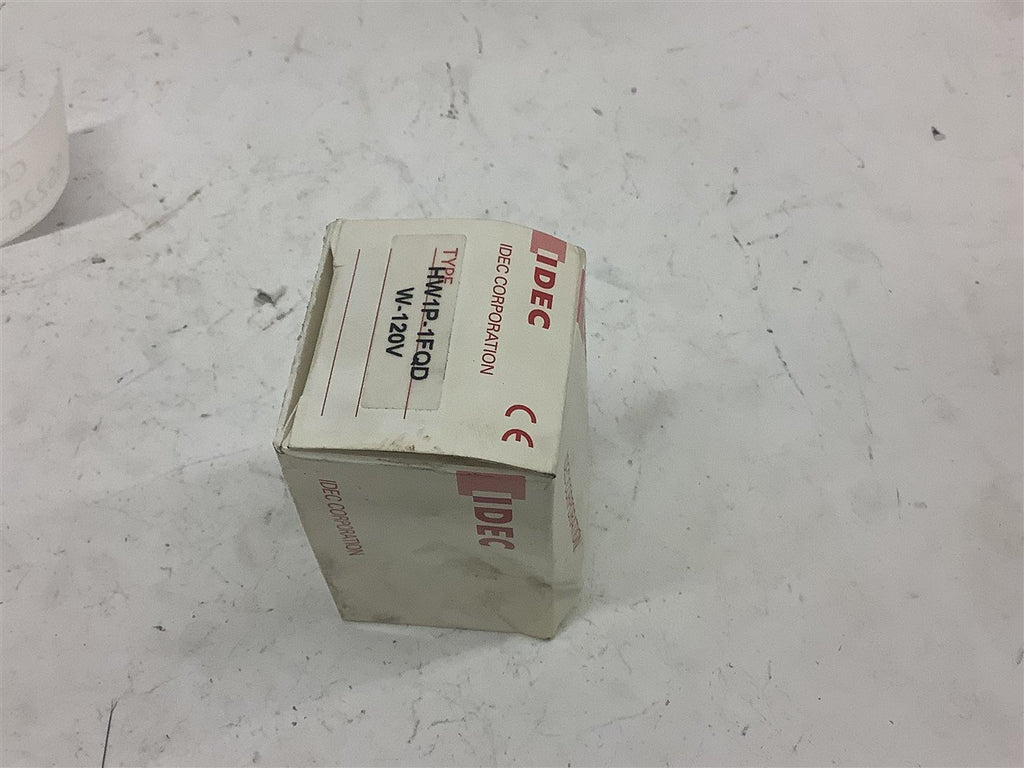 IDEC
IDEC CORPORATION
TYPE
HW1P-1FQD
W-120V
CE
IDEC
IDEC CORPORATION